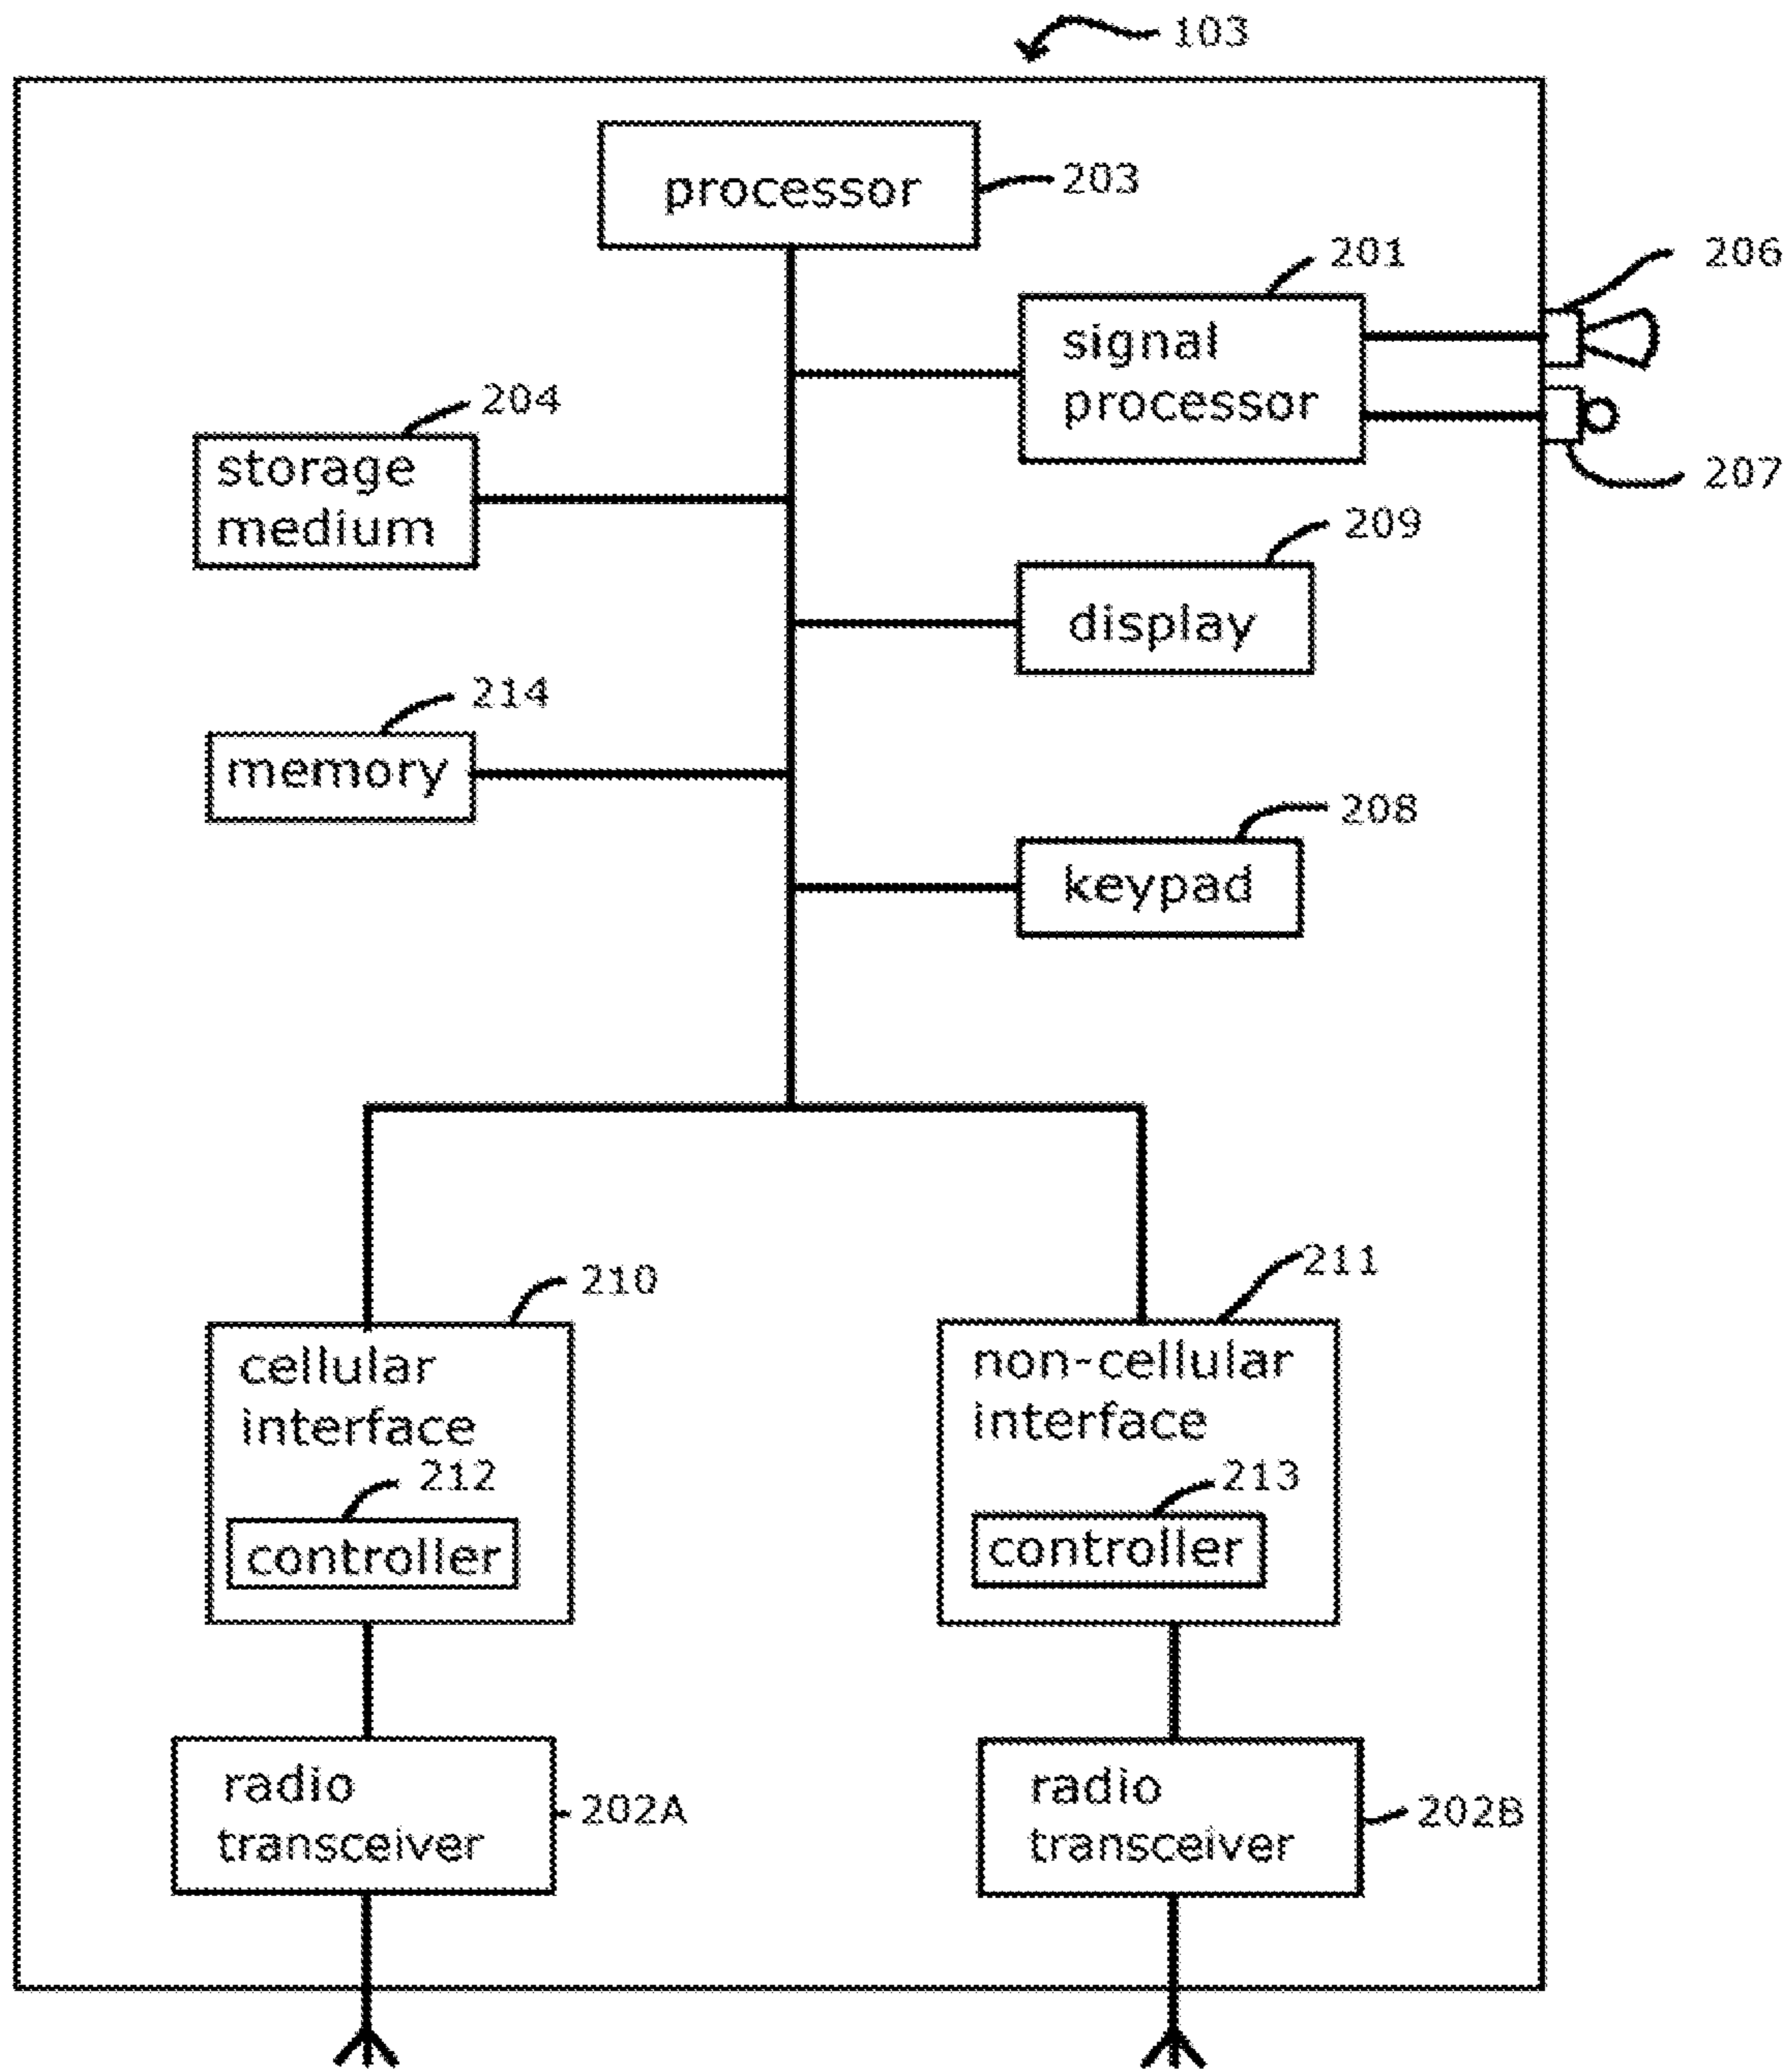 103
processor
203
201
206
signal
processor
207
204
storage
medium
209
display
214
memory
208
keypad
210
cellular
interface
212
controller
211
non-cellular
interface
213
controller
radio
transceiver
202A
radio
transceiver
202B